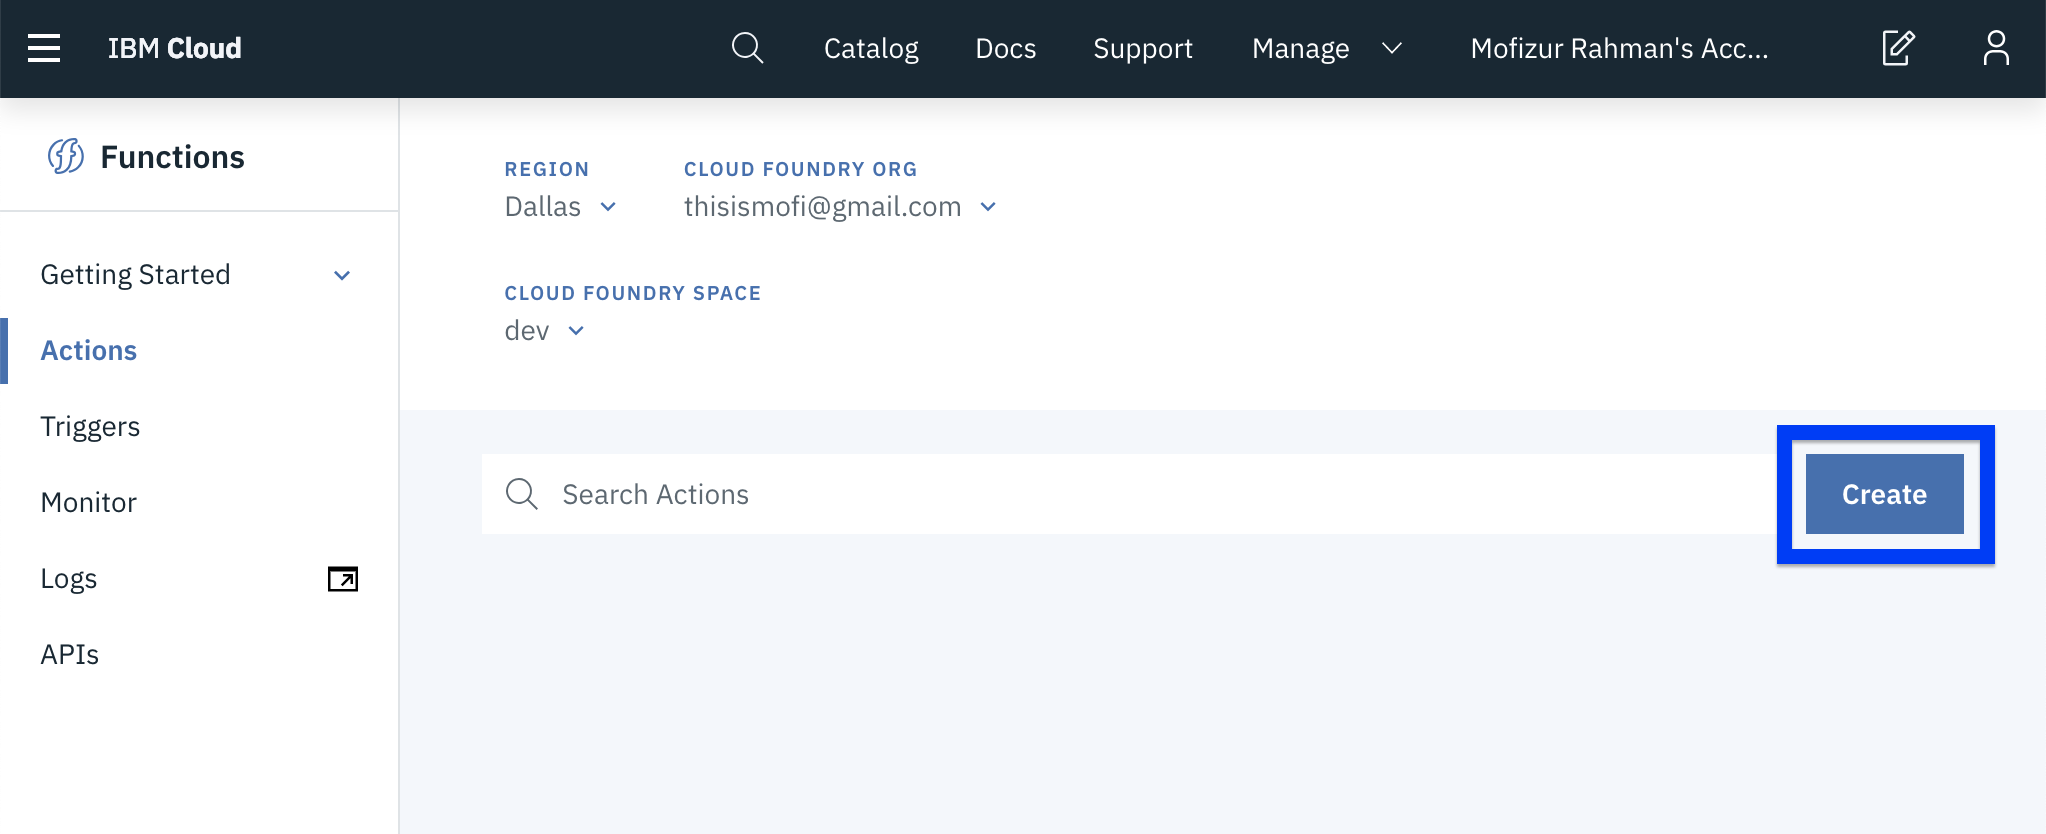 IBM Cloud
Catalog
Docs
Support
Manage
Mofizur Rahman's Acc...
Functions
Getting Started
Actions
Triggers
Monitor
Logs
APIs
REGION
Dallas
CLOUD FOUNDRY ORG
thisismofi@gmail.com
CLOUD FOUNDRY SPACE
dev
Search Actions
Create